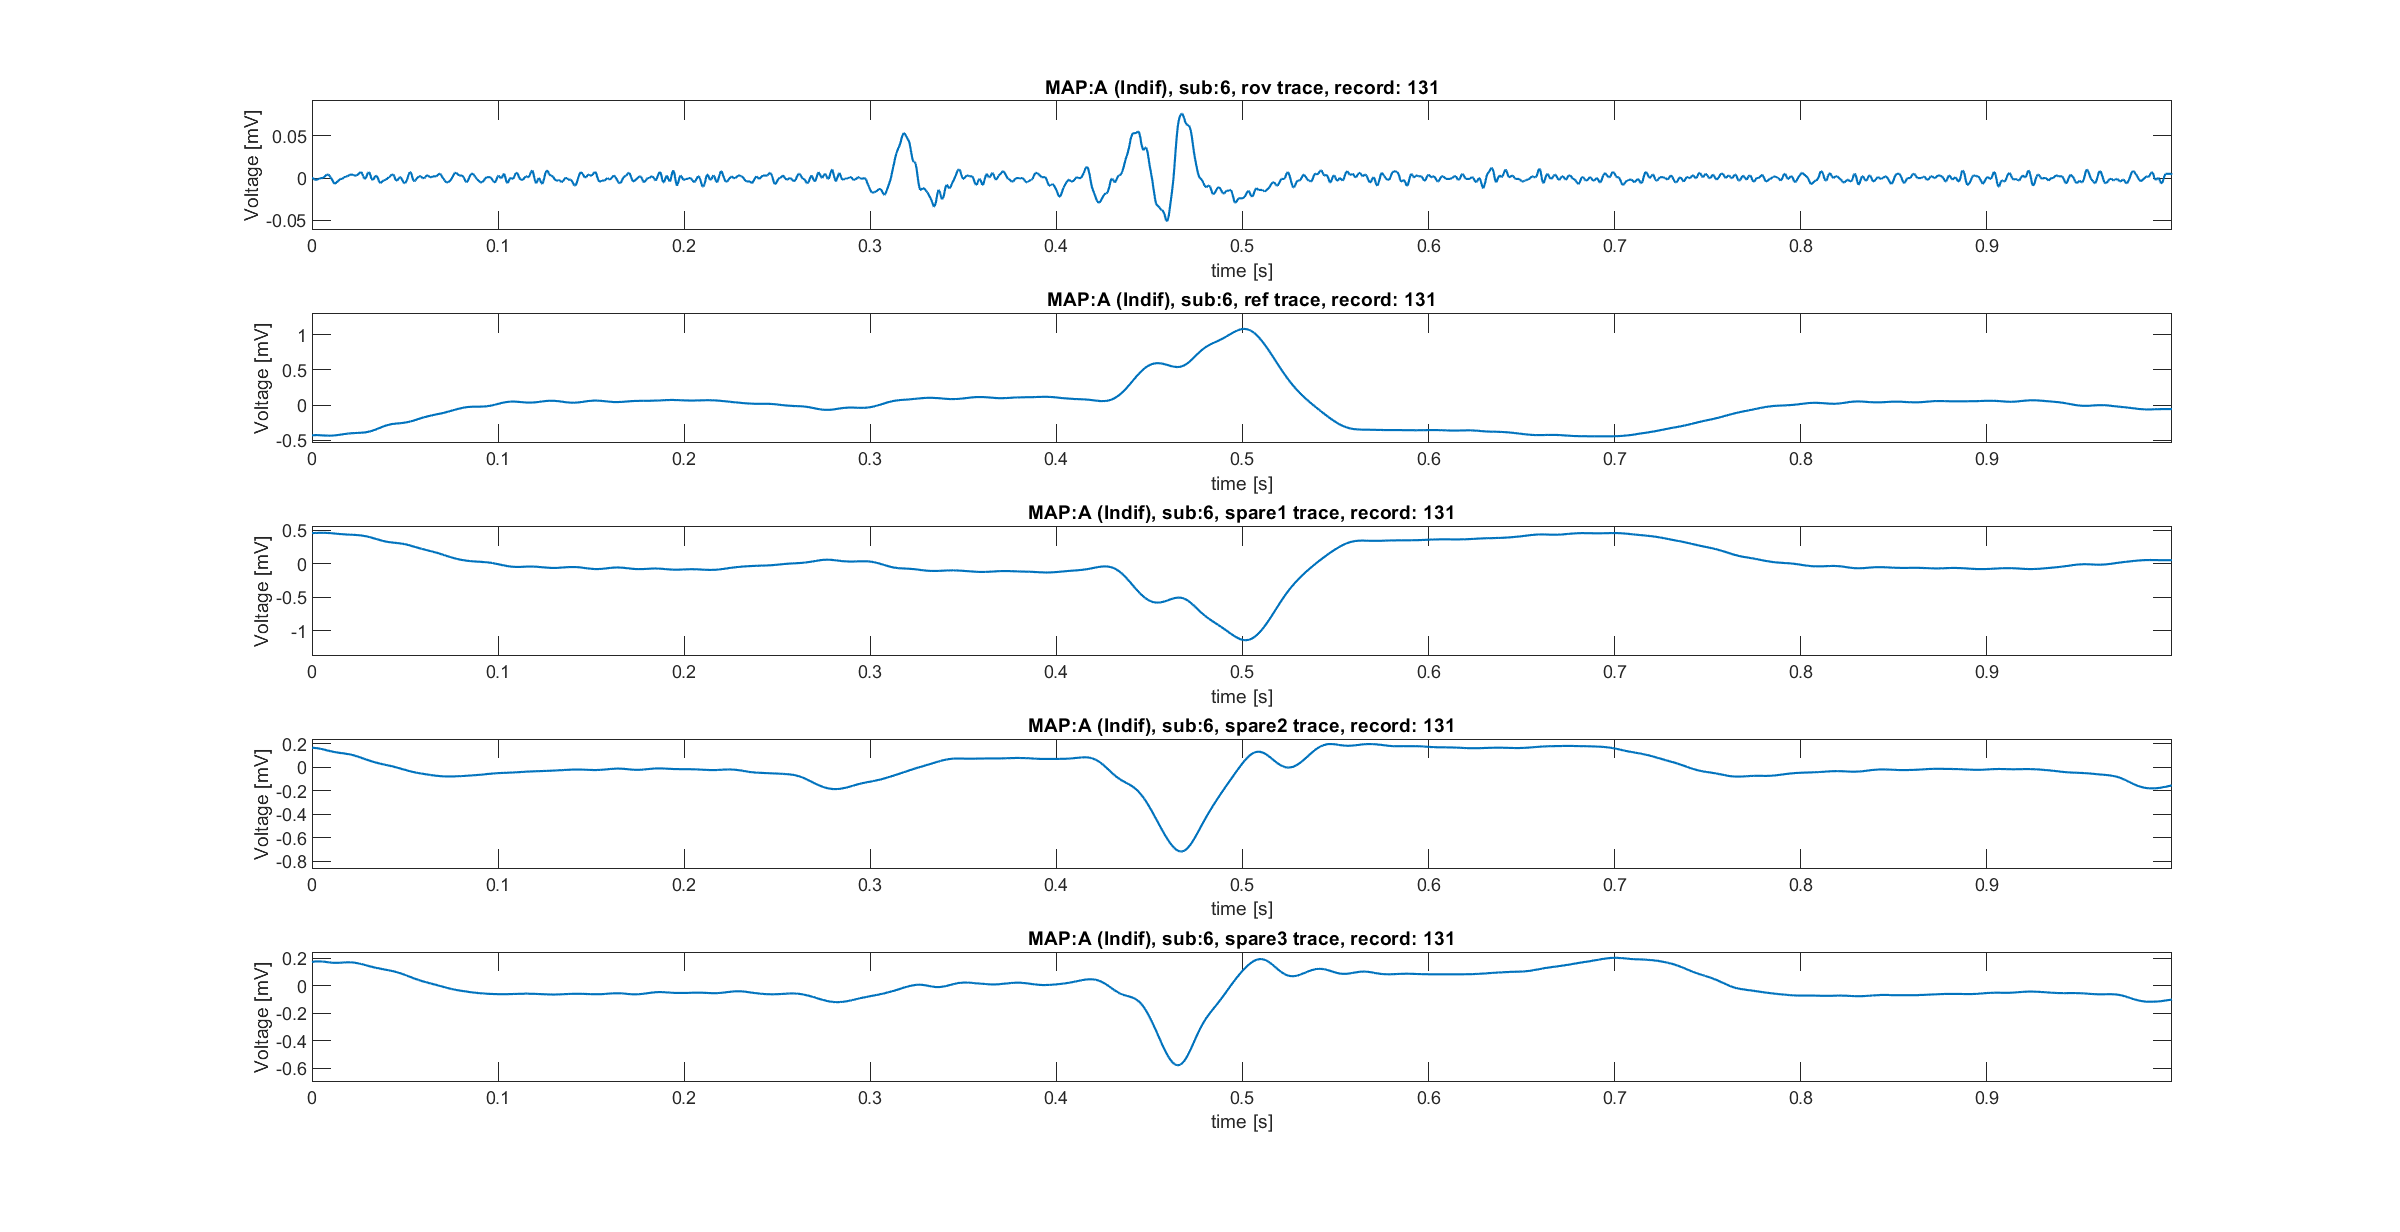 MAP:A (Indif), sub:6, rov trace, record: 131
Voltage [mV]
0.05
0
-0.05
0 0.1 0.2 0.3 0.4 0.5 0.6 0.7 0.8 0.9
time [s]
MAP:A (Indif), sub:6, ref trace, record: 131
Voltage [mV]
1
0.5
0
-0.5
0 0.1 0.2 0.3 0.4 0.5 0.6 0.7 0.8 0.9
time [s]
MAP:A (Indif), sub:6, spare1 trace, record: 131
Voltage [mV]
0.5
0
-0.5
-1
0 0.1 0.2 0.3 0.4 0.5 0.6 0.7 0.8 0.9
time [s]
MAP:A (Indif), sub:6, spare2 trace, record: 131
Voltage [mV]
0.2
0
-0.2
-0.4
-0.6
-0.8
0 0.1 0.2 0.3 0.4 0.5 0.6 0.7 0.8 0.9
time [s]
MAP:A (Indif), sub:6, spare3 trace, record: 131
Voltage [mV]
0.2
0
-0.2
-0.4
-0.6
0 0.1 0.2 0.3 0.4 0.5 0.6 0.7 0.8 0.9
time [s]